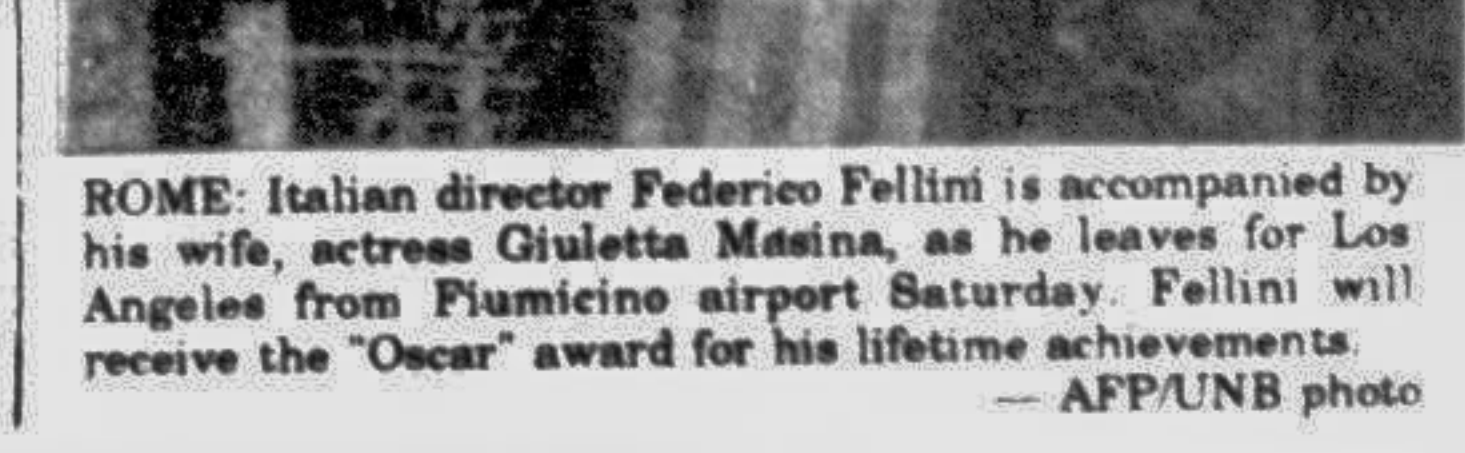 ROME: Italian director Federico Fellini is accompanied by
his wife, actress Giuletta Masina, as he leaves for Los
Angeles from Fiumicino airport Saturday. Fellini will
receive the "Oscar" award for his lifetime achievements.
— AFP/UNB photo